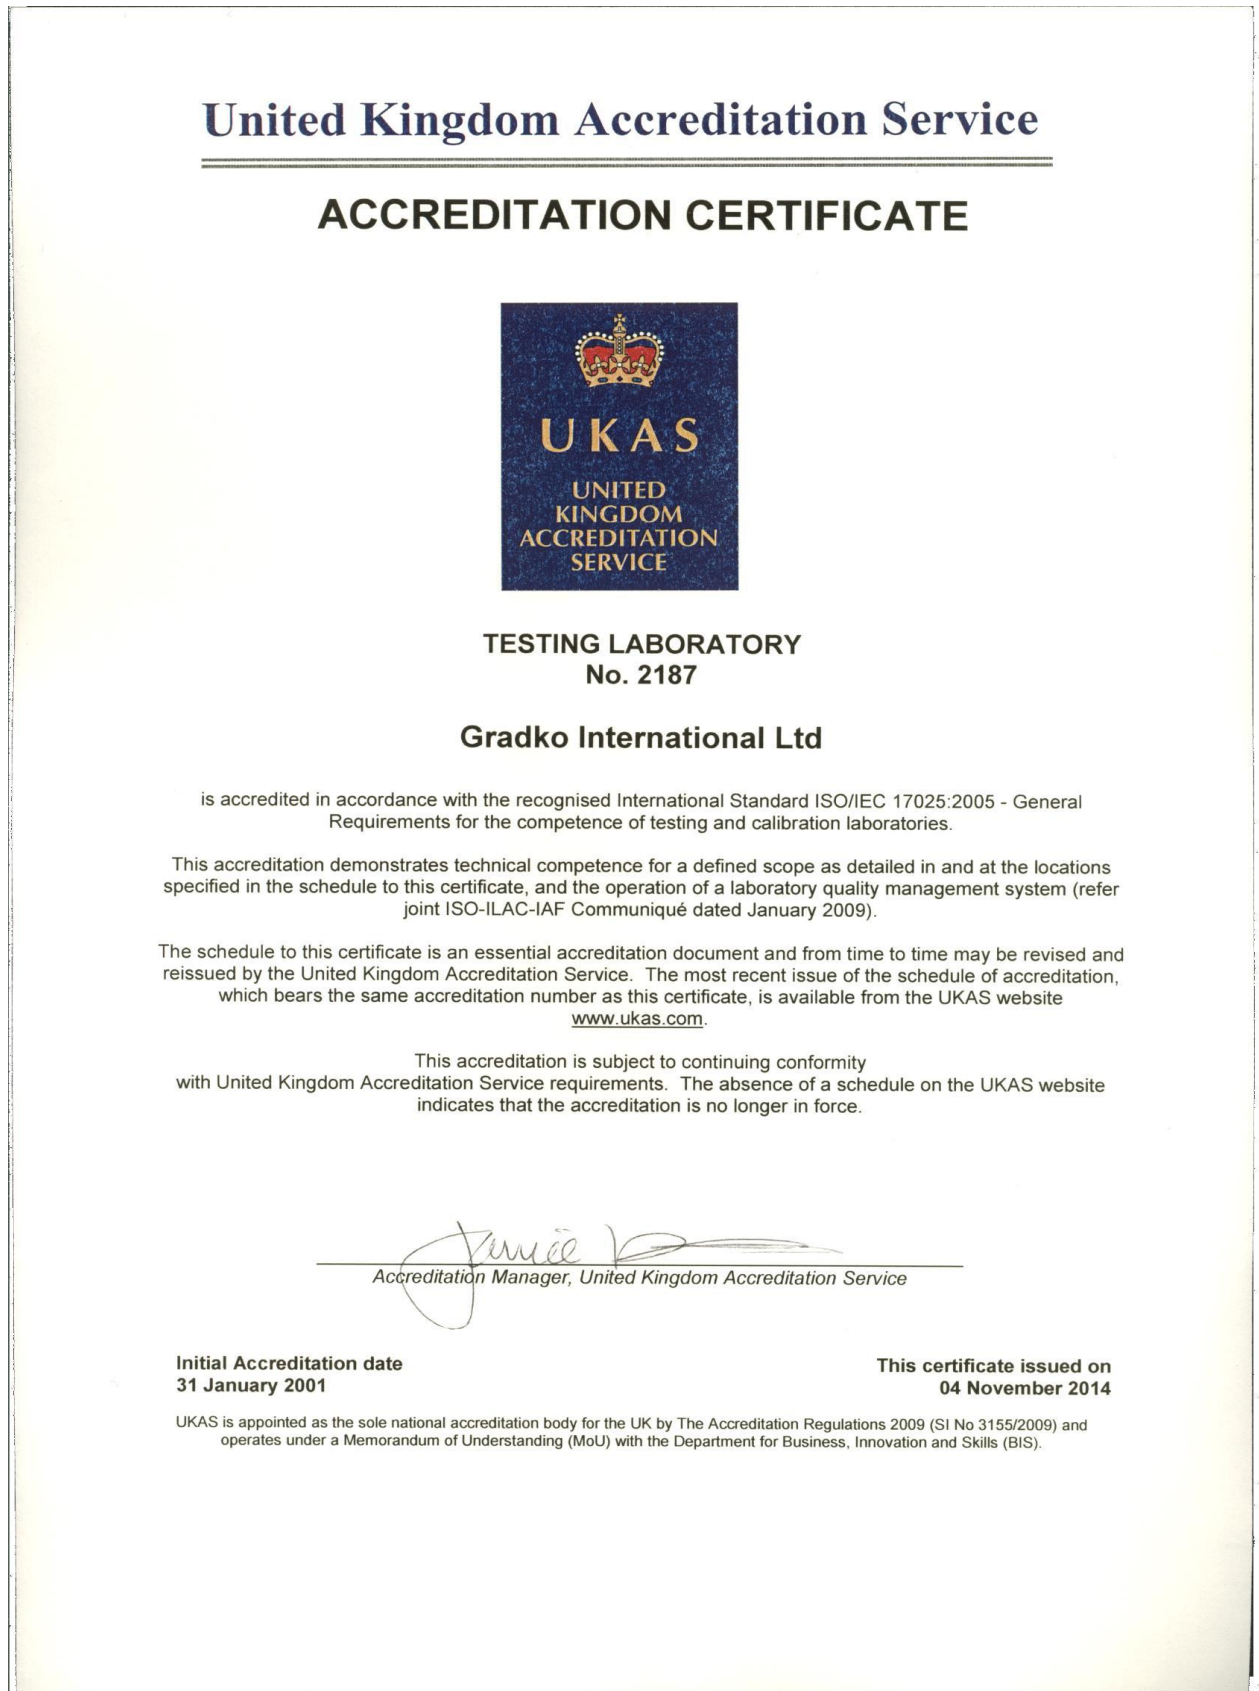 United Kingdom Accreditation Service
ACCREDITATION CERTIFICATE
UKAS
UNITED
KINGDOM
ACCREDITATION
SERVICE
TESTING LABORATORY
No. 2187
Gradko International Ltd
is accredited in accordance with the recognised International Standard ISO/IEC 17025:2005 - General
Requirements for the competence of testing and calibration laboratories.
This accreditation demonstrates technical competence for a defined scope as detailed in and at the locations
specified in the schedule to this certificate, and the operation of a laboratory quality management system (refer
joint ISO-ILAC-IAF Communiqué dated January 2009).
The schedule to this certificate is an essential accreditation document and from time to time may be revised and
reissued by the United Kingdom Accreditation Service. The most recent issue of the schedule of accreditation,
which bears the same accreditation number as this certificate, is available from the UKAS website
www.ukas.com.
This accreditation is subject to continuing conformity
with United Kingdom Accreditation Service requirements. The absence of a schedule on the UKAS website
indicates that the accreditation is no longer in force.
Accreditation Manager, United Kingdom Accreditation Service
Initial Accreditation date
31 January 2001
This certificate issued on
04 November 2014
UKAS is appointed as the sole national accreditation body for the UK by The Accreditation Regulations 2009 (SI No 3155/2009) and
operates under a Memorandum of Understanding (MoU) with the Department for Business, Innovation and Skills (BIS).